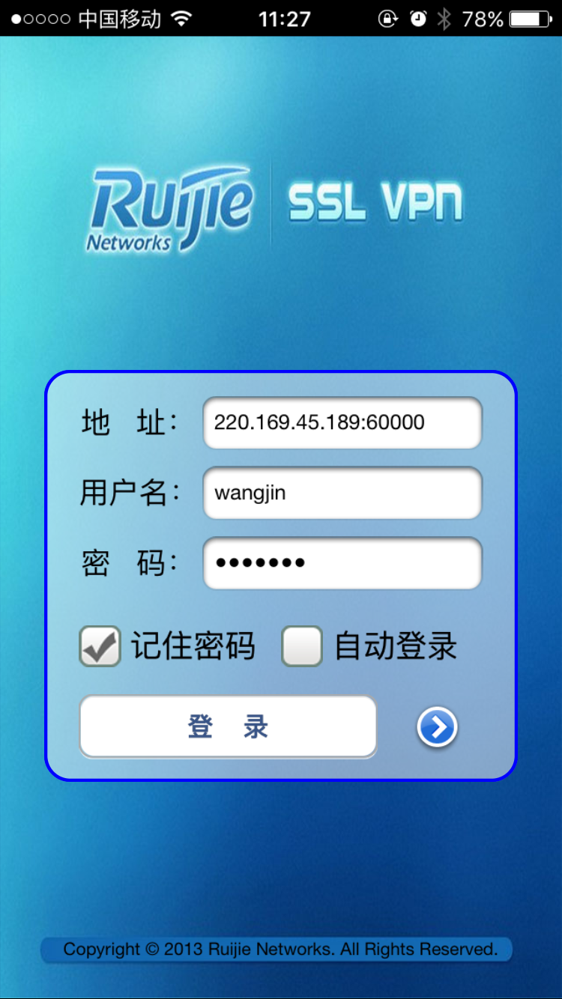 中国移动 11:27 78%
Ruijie Networks SSL VPN
地 址： 220.169.45.189:60000
用户名： wangjin
密 码： •••••••
记住密码 自动登录
登 录
Copyright © 2013 Ruijie Networks. All Rights Reserved.